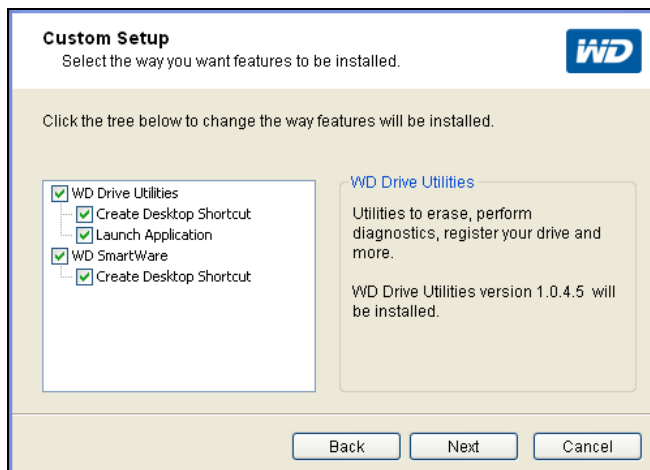 Custom Setup
Select the way you want features to be installed.
WD
Click the tree below to change the way features will be installed.
WD Drive Utilities
Create Desktop Shortcut
Launch Application
WD SmartWare
Create Desktop Shortcut
WD Drive Utilities
Utilities to erase, perform
diagnostics, register your drive and
more.
WD Drive Utilities version 1.0.4.5 will
be installed.
Back
Next
Cancel